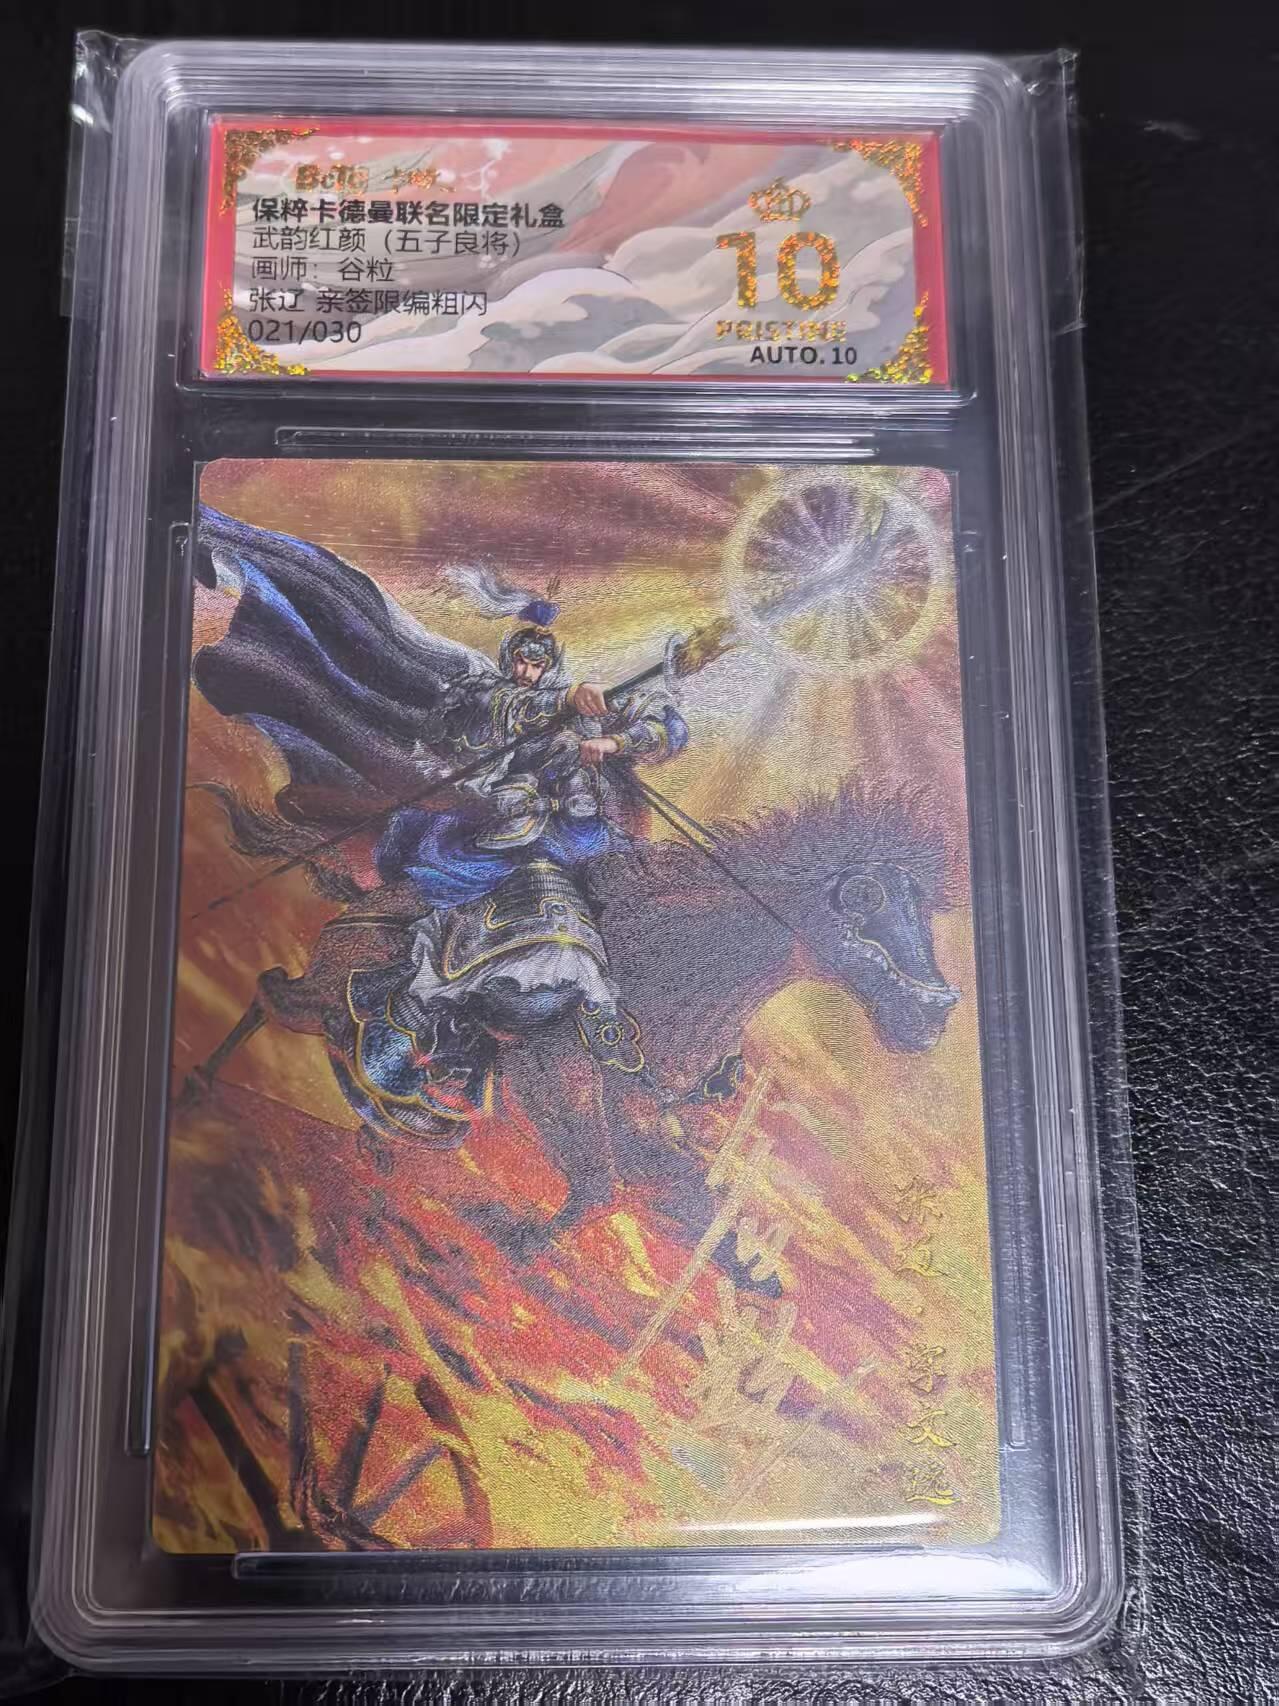 BcTC
保粹卡德曼联名限定礼盒
武韵红颜（五子良将）
画师：谷粒
张辽 亲签限编粗闪
021/030
10
PRISTINE
AUTO.10
张辽·字文远